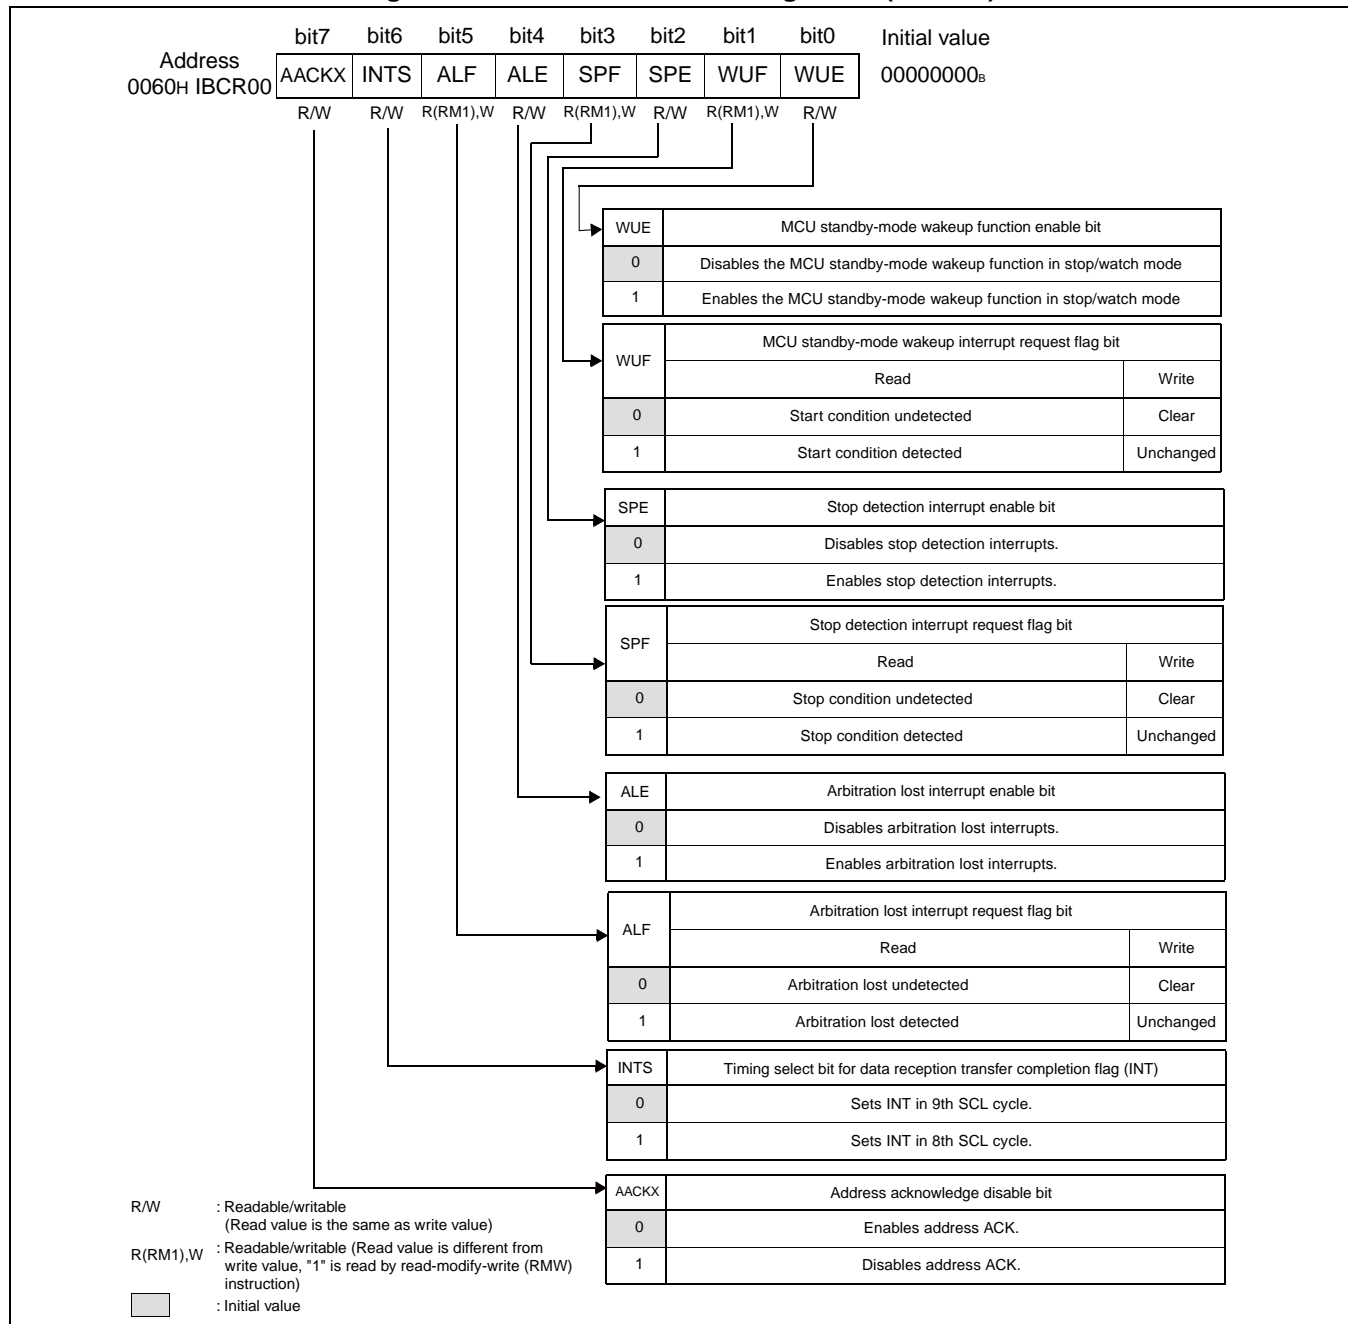 bit7 bit6 bit5 bit4 bit3 bit2 bit1 bit0 Initial value
Address
0060H IBCR00 AACKX INTS ALF ALE SPF SPE WUF WUE 00000000B
R/W R/W R(RM1),W R/W R(RM1),W R/W R(RM1),W R/W
WUE MCU standby-mode wakeup function enable bit
0 Disables the MCU standby-mode wakeup function in stop/watch mode
1 Enables the MCU standby-mode wakeup function in stop/watch mode
WUF MCU standby-mode wakeup interrupt request flag bit
Read Write
0 Start condition undetected Clear
1 Start condition detected Unchanged
SPE Stop detection interrupt enable bit
0 Disables stop detection interrupts.
1 Enables stop detection interrupts.
SPF Stop detection interrupt request flag bit
Read Write
0 Stop condition undetected Clear
1 Stop condition detected Unchanged
ALE Arbitration lost interrupt enable bit
0 Disables arbitration lost interrupts.
1 Enables arbitration lost interrupts.
ALF Arbitration lost interrupt request flag bit
Read Write
0 Arbitration lost undetected Clear
1 Arbitration lost detected Unchanged
INTS Timing select bit for data reception transfer completion flag (INT)
0 Sets INT in 9th SCL cycle.
1 Sets INT in 8th SCL cycle.
AACKX Address acknowledge disable bit
0 Enables address ACK.
1 Disables address ACK.
R/W : Readable/writable
(Read value is the same as write value)
R(RM1),W : Readable/writable (Read value is different from
write value, "1" is read by read-modify-write (RMW)
instruction)
: Initial value